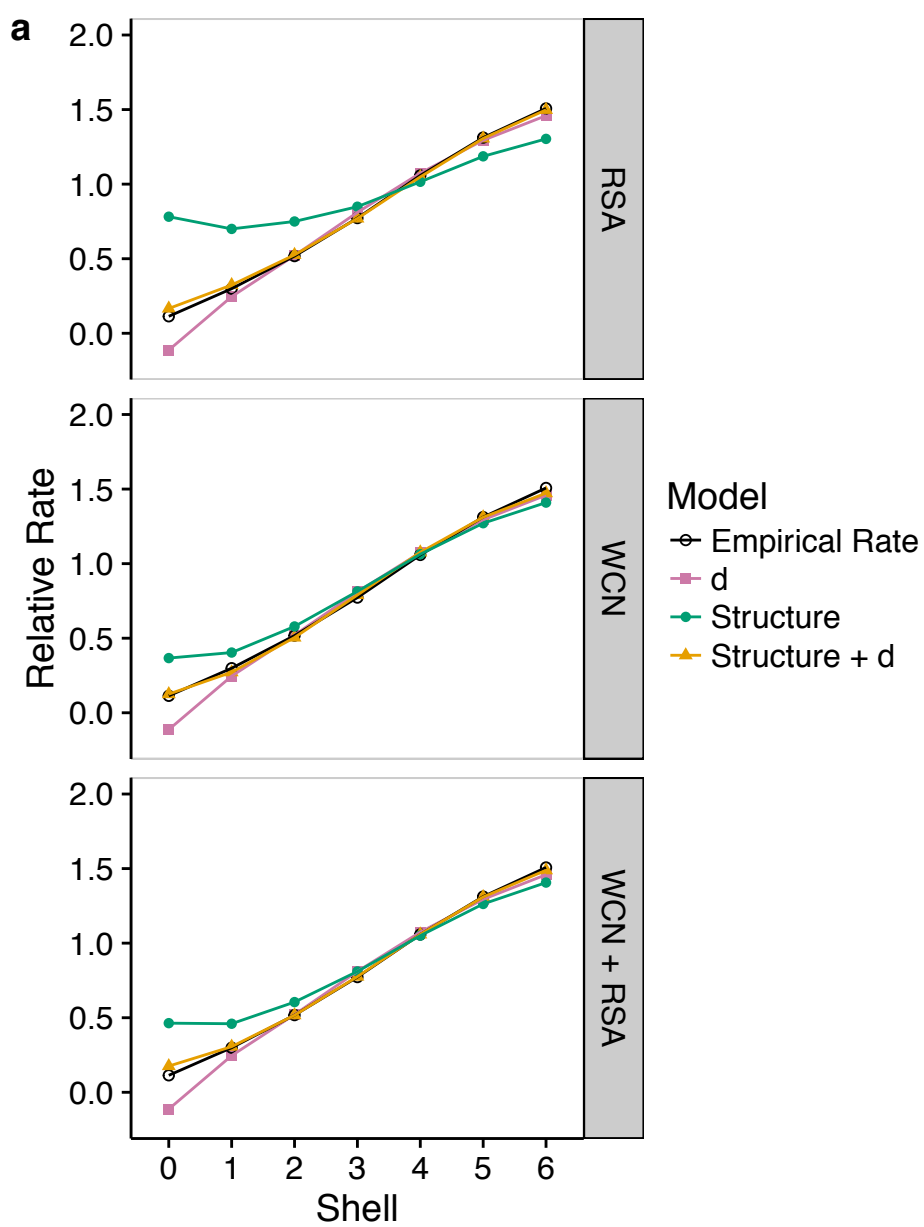 a
2.0
1.5
1.0
0.5
0.0
RSA
2.0
1.5
1.0
0.5
0.0
WCN
2.0
1.5
1.0
0.5
0.0
WCN + RSA
Relative Rate
0 1 2 3 4 5 6
Shell
Model
Empirical Rate
d
Structure
Structure + d